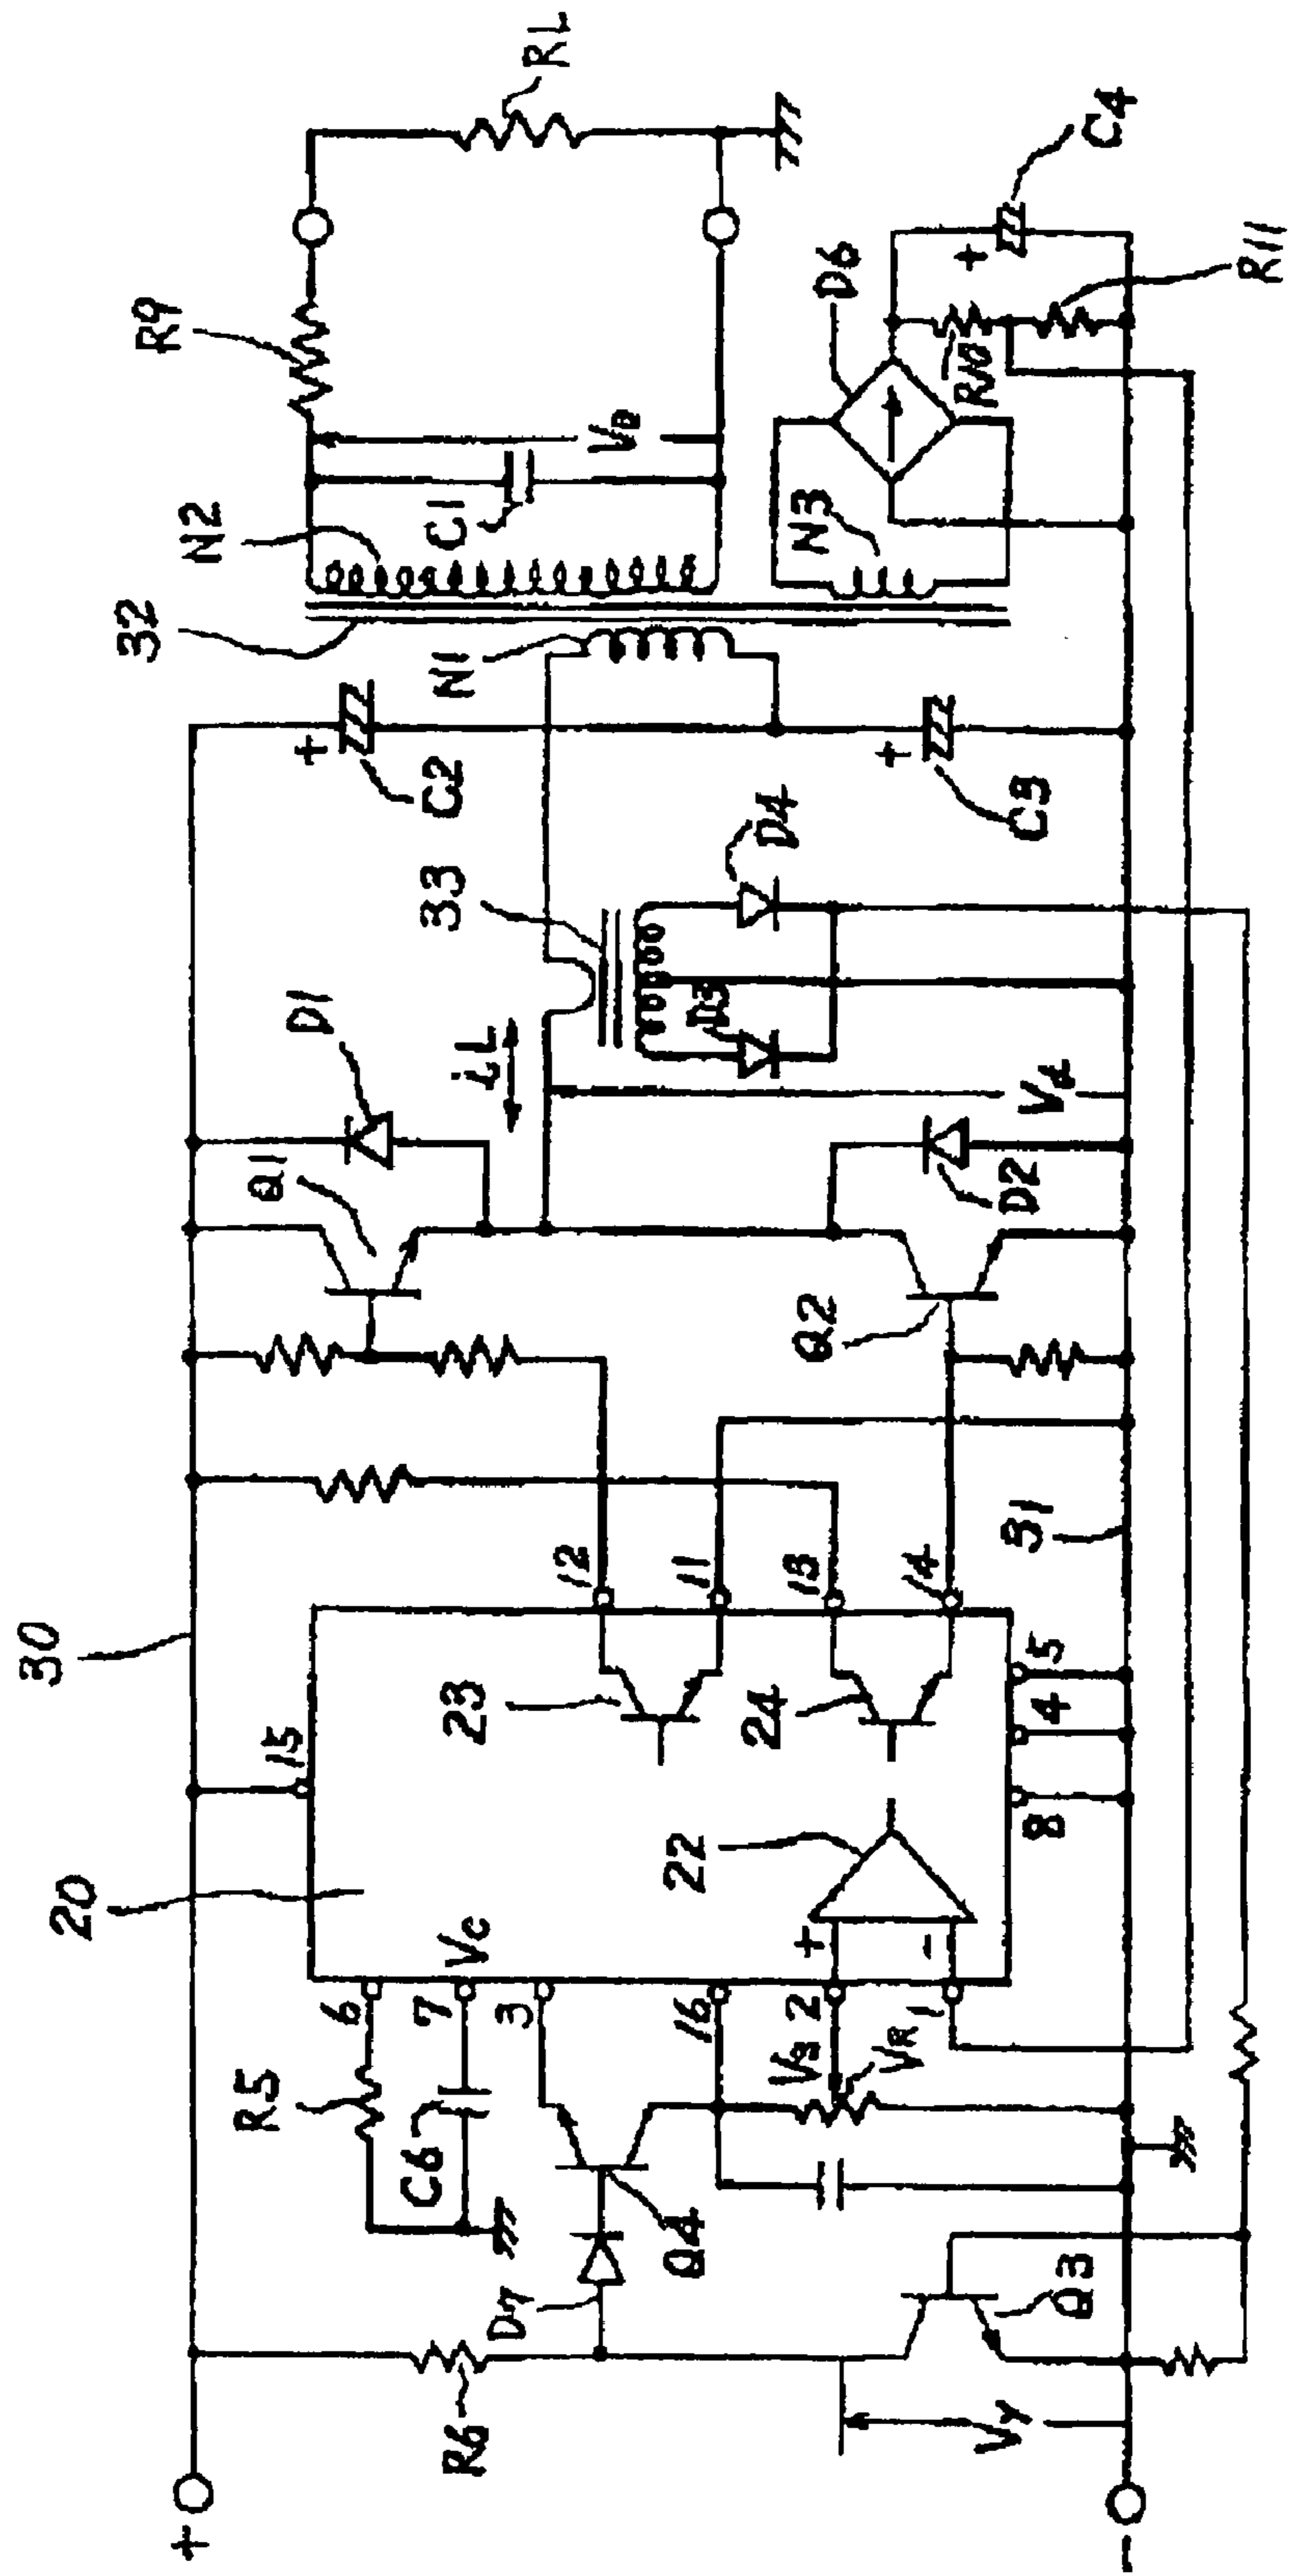 +
-
30
20
15
R5
6
C6
7
Vc
3
16
2
1
+
-
22
23
24
12
11
13
14
8
4
5
31
Vs
VR
D7
Q4
R6
Vy
Q3
Q1
D1
Q2
D2
iL
Vd
33
D3
D4
C2
+
C3
+
32
N1
N2
N3
C1
R9
RL
D6
R10
R11
+
C4